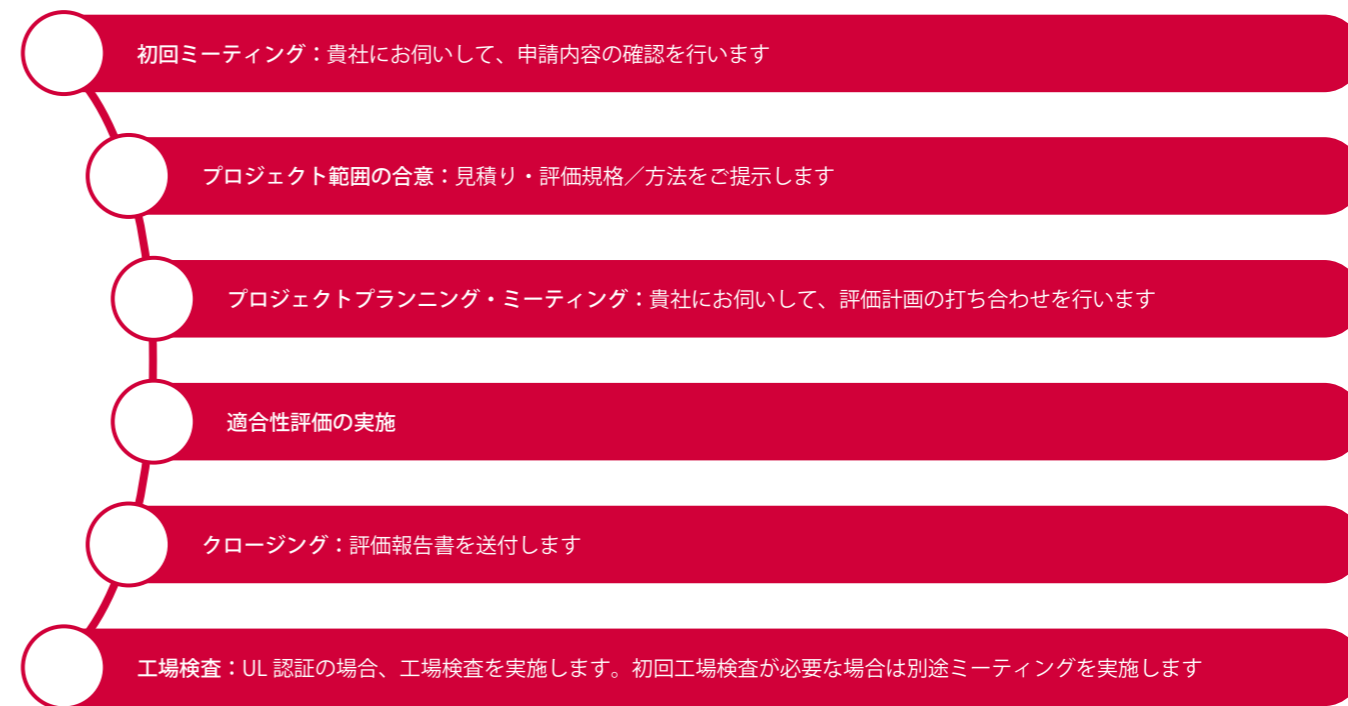 初回ミーティング：貴社にお伺いして、申請内容の確認を行います
プロジェクト範囲の合意：見積り・評価規格／方法をご提示します
プロジェクトプランニング・ミーティング：貴社にお伺いして、評価計画の打ち合わせを行います
適合性評価の実施
クロージング：評価報告書を送付します
工場検査：UL 認証の場合、工場検査を実施します。初回工場検査が必要な場合は別途ミーティングを実施します